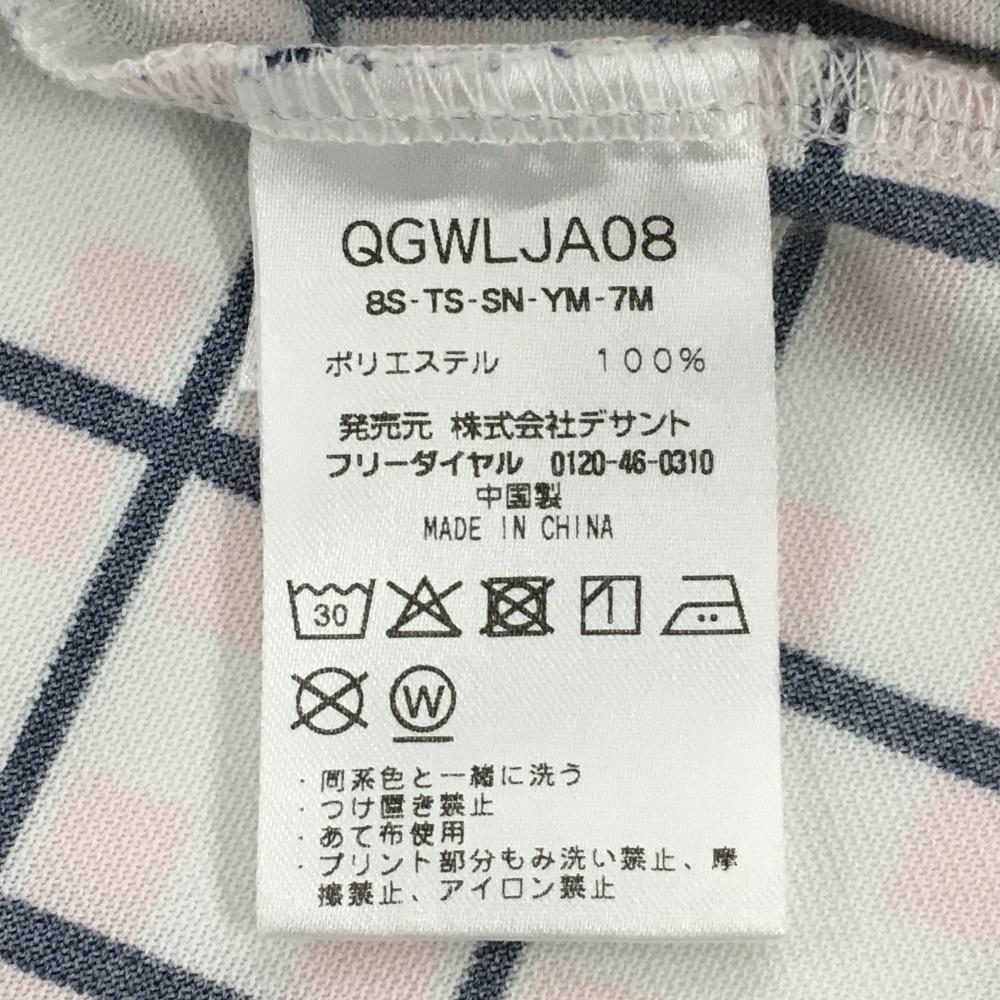 QGWLJA08
8S-TS-SN-YM-7M
ポリエステル １００％
発売元 株式会社デサント
フリーダイヤル 0120-46-0310
中国製
MADE IN CHINA
30
W
・同系色と一緒に洗う
・つけ置き禁止
・あて布使用
・プリント部分もみ洗い禁止、摩
擦禁止、アイロン禁止